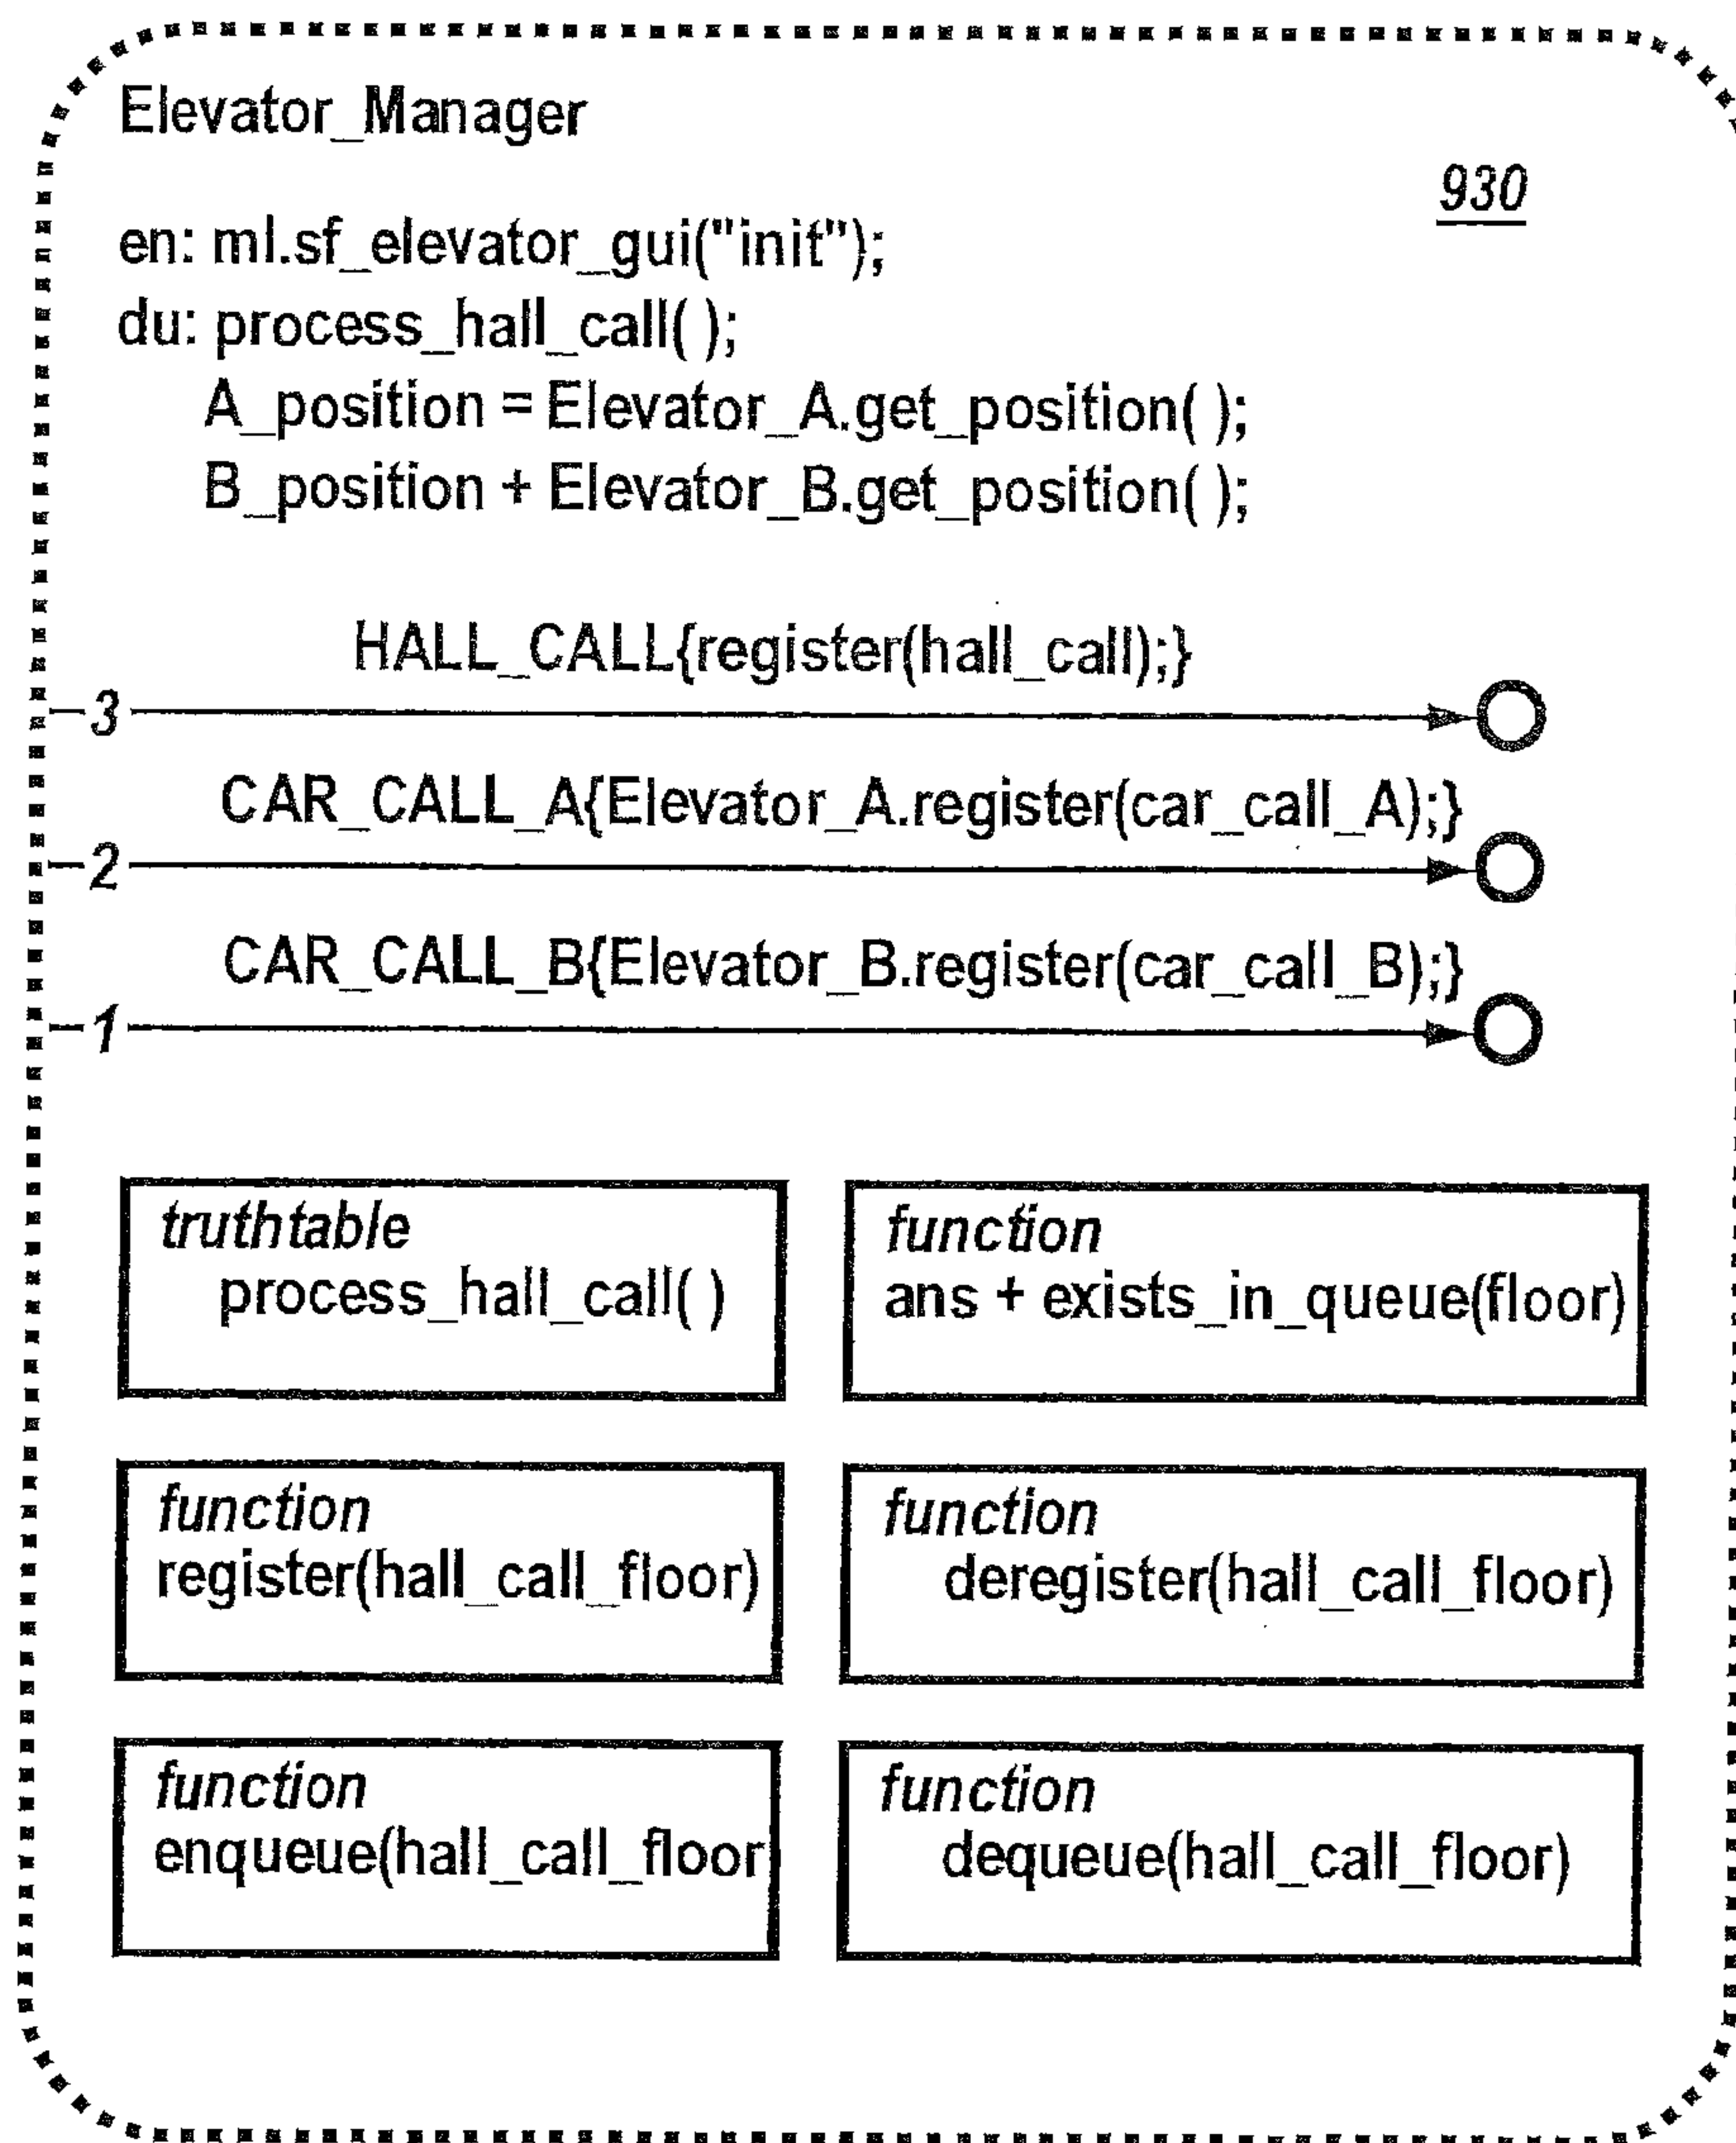 Elevator_Manager
930
en: ml.sf_elevator_gui("init");
du: process_hall_call( );
A_position = Elevator_A.get_position( );
B_position + Elevator_B.get_position( );
HALL_CALL{register(hall_call);}
3
CAR_CALL_A{Elevator_A.register(car_call_A);}
2
CAR_CALL_B{Elevator_B.register(car_call_B);}
1
truthtable
process_hall_call( )
function
ans + exists_in_queue(floor)
function
register(hall_call_floor)
function
deregister(hall_call_floor)
function
enqueue(hall_call_floor
function
dequeue(hall_call_floor)